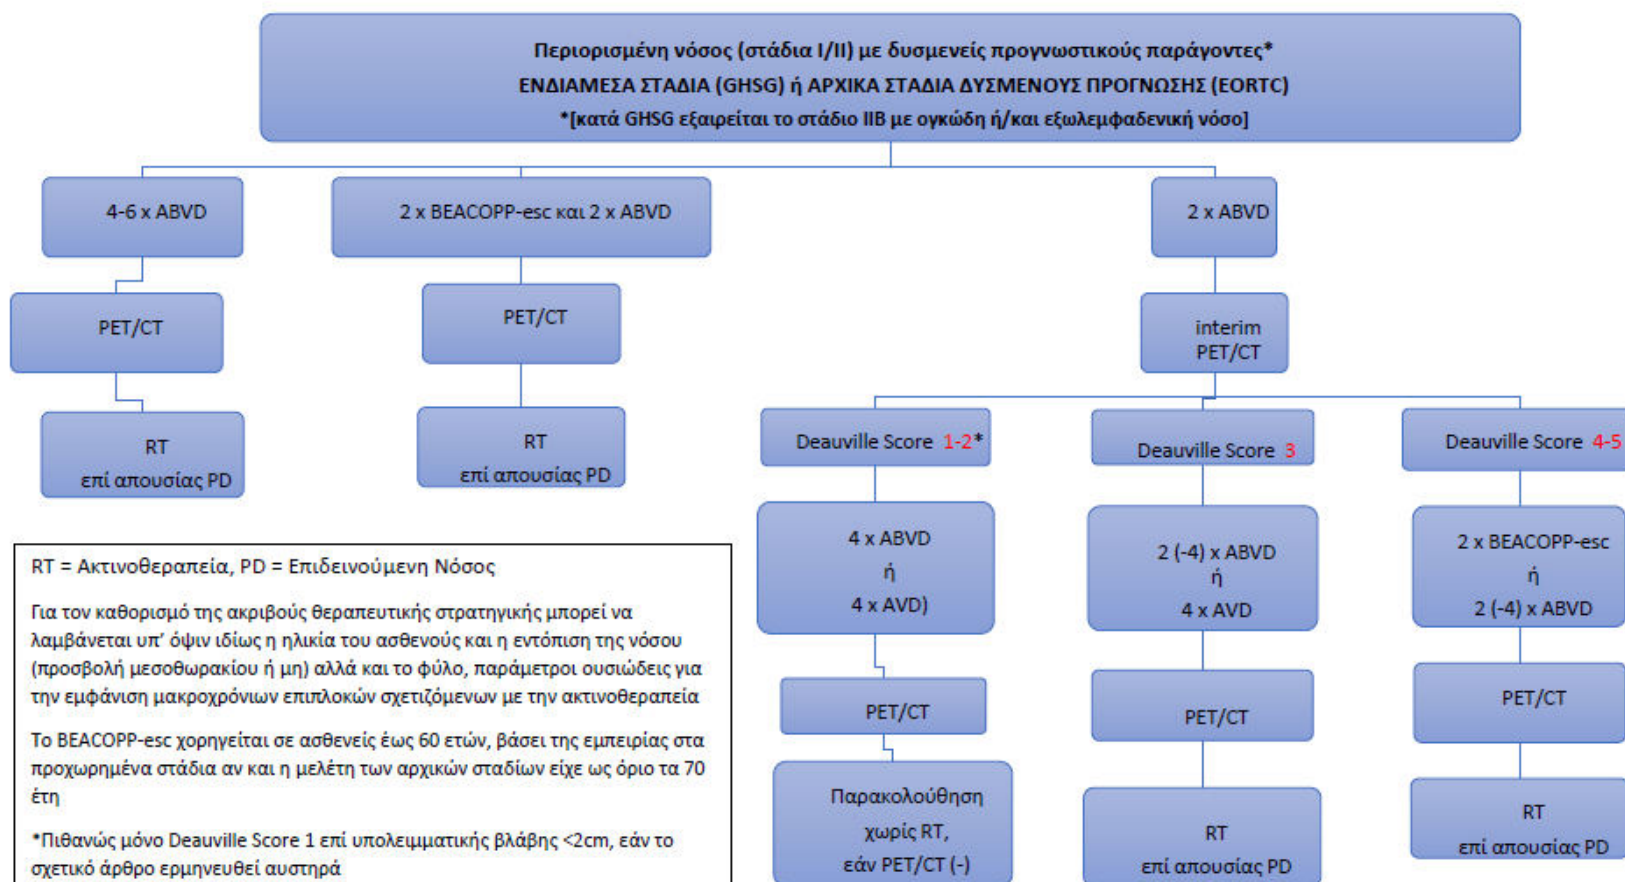 Περιορισμένη νόσος (στάδια I/II) με δυσμενείς προγνωστικούς παράγοντες*
ΕΝΔΙΑΜΕΣΑ ΣΤΑΔΙΑ (GHSG) ή ΑΡΧΙΚΑ ΣΤΑΔΙΑ ΔΥΣΜΕΝΟΥΣ ΠΡΟΓΝΩΣΗΣ (EORTC)
*[κατά GHSG εξαιρείται το στάδιο IIB με ογκώδη ή/και εξωλεμφαδενική νόσο]
4-6 x ABVD
PET/CT
RT
επί απουσίας PD
2 x BEACOPP-esc και 2 x ABVD
PET/CT
RT
επί απουσίας PD
2 x ABVD
interim
PET/CT
Deauville Score 1-2*
4 x ABVD
ή
4 x AVD)
PET/CT
Παρακολούθηση
χωρίς RT,
εάν PET/CT (-)
Deauville Score 3
2 (-4) x ABVD
ή
4 x AVD
PET/CT
RT
επί απουσίας PD
Deauville Score 4-5
2 x BEACOPP-esc
ή
2 (-4) x ABVD
PET/CT
RT
επί απουσίας PD
RT = Ακτινοθεραπεία, PD = Επιδεινούμενη Νόσος
Για τον καθορισμό της ακριβούς θεραπευτικής στρατηγικής μπορεί να
λαμβάνεται υπ’ όψιν ιδίως η ηλικία του ασθενούς και η εντόπιση της νόσου
(προσβολή μεσοθωρακίου ή μη) αλλά και το φύλο, παράμετροι ουσιώδεις για
την εμφάνιση μακροχρόνιων επιπλοκών σχετιζόμενων με την ακτινοθεραπεία
Το BEACOPP-esc χορηγείται σε ασθενείς έως 60 ετών, βάσει της εμπειρίας στα
προχωρημένα στάδια αν και η μελέτη των αρχικών σταδίων είχε ως όριο τα 70
έτη
*Πιθανώς μόνο Deauville Score 1 επί υπολειμματικής βλάβης <2cm, εάν το
σχετικό άρθρο ερμηνευθεί αυστηρά